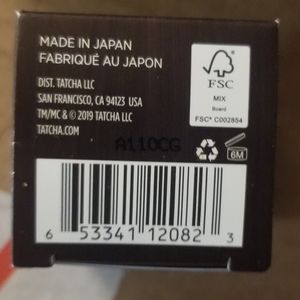 MADE IN JAPAN
FABRIQUÉ AU JAPON
DIST. TATCHA LLC
SAN FRANCISCO, CA 94123 USA
TM/MC & © 2019 TATCHA LLC
TATCHA.COM
FSC
MIX
Board
FSC® C002854
A110CG
6M
6 53341 12082 3